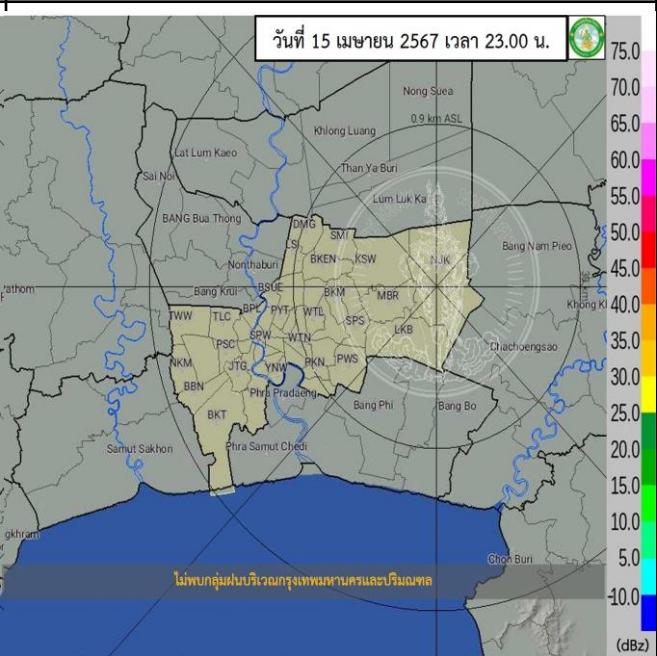 วันที่ 15 เมษายน 2567 เวลา 23.00 น.
75.0
70.0
65.0
60.0
55.0
50.0
45.0
40.0
35.0
30.0
25.0
20.0
15.0
10.0
5.0
-10.0
(dBz)
Nong Suea
0.9 km ASL
Khlong Luang
Lat Lum Kaeo
Than Ya Buri
Sai Noi
Lum Luk Ka
BANG Bua Thong
DMG
SMI
LSI
Bang Nam Pieo
BKEN
KSW
NJK
Nonthaburi
Bang Krui
BSUE
BKM
MBR
Khong
TWW
TLC
BPL
PYT
WTL
SPS
LKB
SPW
WTN
PSC
Chachoengsao
NKM
JTG
YNW
PKN
PWS
BBN
Phra Pradaeng
BKT
Bang Phi
Bang Bo
Samut Sakhon
Phra Samut Chedi
gkhram
Chon Buri
ไม่พบกลุ่มฝนบริเวณกรุงเทพมหานครและปริมณฑล